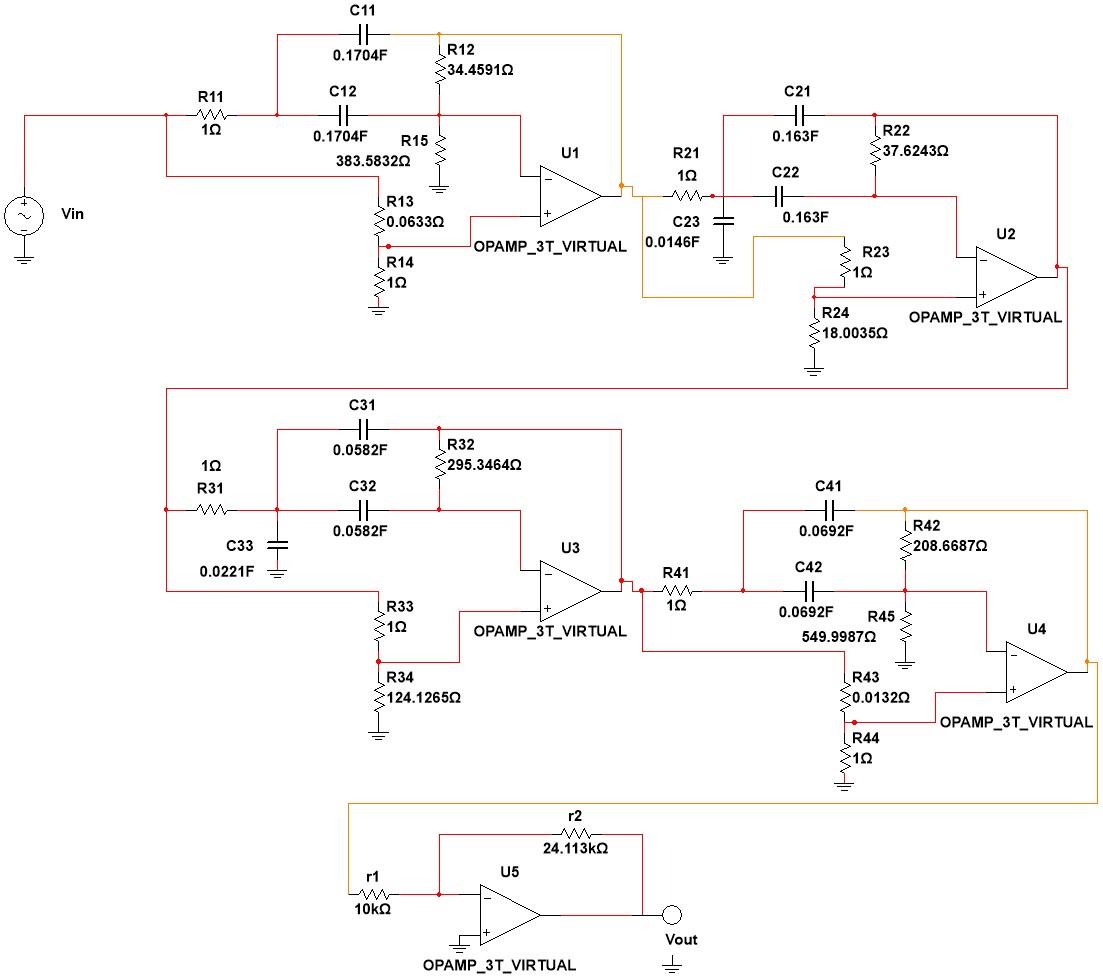 C11
0.1704F
R12
34.4591Ω
C12
0.1704F
R11
1Ω
R15
383.5832Ω
U1
OPAMP_3T_VIRTUAL
Vin
R13
0.0633Ω
R14
1Ω
C21
0.163F
R22
37.6243Ω
R21
1Ω
C22
0.163F
C23
0.0146F
U2
OPAMP_3T_VIRTUAL
R23
1Ω
R24
18.0035Ω
C31
0.0582F
R32
295.3464Ω
1Ω
R31
C32
0.0582F
C33
0.0221F
U3
OPAMP_3T_VIRTUAL
R33
1Ω
R34
124.1265Ω
C41
0.0692F
R42
208.6687Ω
R41
1Ω
C42
0.0692F
R45
549.9987Ω
U4
OPAMP_3T_VIRTUAL
R43
0.0132Ω
R44
1Ω
r2
24.113kΩ
r1
10kΩ
U5
OPAMP_3T_VIRTUAL
Vout